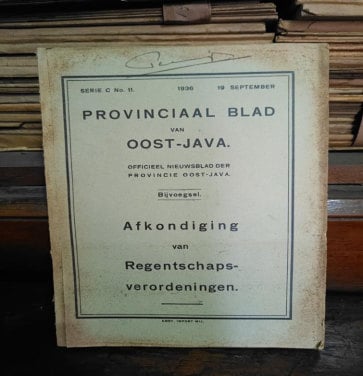 SERIE C No. 11. 1936 19 SEPTEMBER
PROVINCIAAL BLAD
VAN
OOST-JAVA.
OFFICIEEL NIEUWSBLAD DER
PROVINCIE OOST-JAVA.
Bijvoegsel.
Afkondiging
van
Regentschaps-
verordeningen.